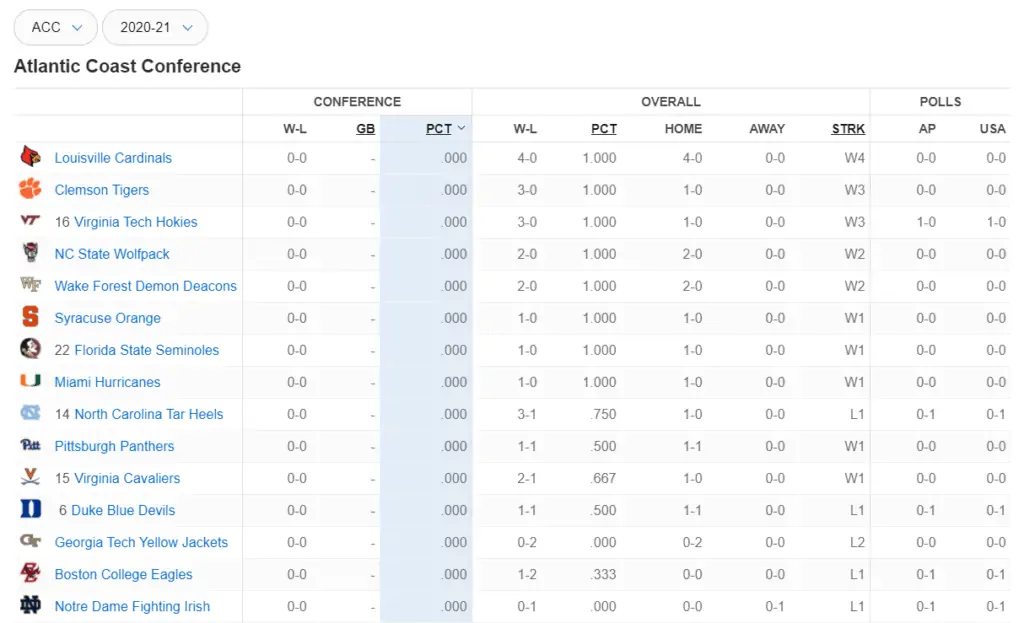 ACC 2020-21
Atlantic Coast Conference
CONFERENCE OVERALL POLLS
W-L GB PCT W-L PCT HOME AWAY STRK AP USA
Louisville Cardinals 0-0 - .000 4-0 1.000 4-0 0-0 W4 0-0 0-0
Clemson Tigers 0-0 - .000 3-0 1.000 1-0 0-0 W3 0-0 0-0
VT 16 Virginia Tech Hokies 0-0 - .000 3-0 1.000 1-0 0-0 W3 1-0 1-0
NC State Wolfpack 0-0 - .000 2-0 1.000 2-0 0-0 W2 0-0 0-0
WF Wake Forest Demon Deacons 0-0 - .000 2-0 1.000 2-0 0-0 W2 0-0 0-0
S Syracuse Orange 0-0 - .000 1-0 1.000 1-0 0-0 W1 0-0 0-0
22 Florida State Seminoles 0-0 - .000 1-0 1.000 1-0 0-0 W1 0-0 0-0
U Miami Hurricanes 0-0 - .000 1-0 1.000 1-0 0-0 W1 0-0 0-0
NC 14 North Carolina Tar Heels 0-0 - .000 3-1 .750 1-0 0-0 L1 0-1 0-1
Pitt Pittsburgh Panthers 0-0 - .000 1-1 .500 1-1 0-0 W1 0-0 0-0
V 15 Virginia Cavaliers 0-0 - .000 2-1 .667 1-0 0-0 W1 0-0 0-0
D 6 Duke Blue Devils 0-0 - .000 1-1 .500 1-1 0-0 L1 0-1 0-1
GT Georgia Tech Yellow Jackets 0-0 - .000 0-2 .000 0-2 0-0 L2 0-0 0-0
BC Boston College Eagles 0-0 - .000 1-2 .333 0-0 0-0 L1 0-1 0-1
ND Notre Dame Fighting Irish 0-0 - .000 0-1 .000 0-0 0-1 L1 0-1 0-1